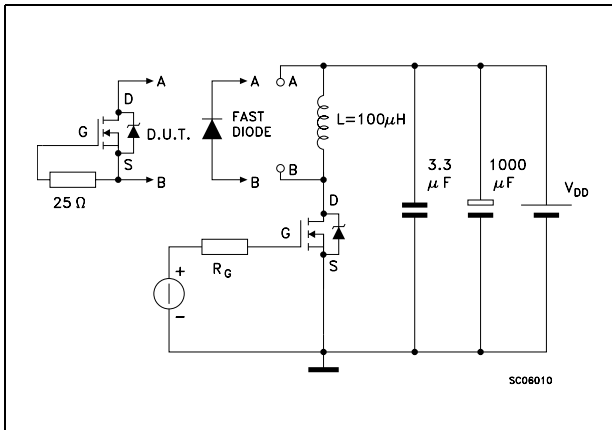 A
D
G
D.U.T.
S
B
25 Ω
A
FAST
DIODE
B
A
L=100μH
B
D
G
S
R_G
+
−
3.3
μF
1000
μF
V_DD
SC06010